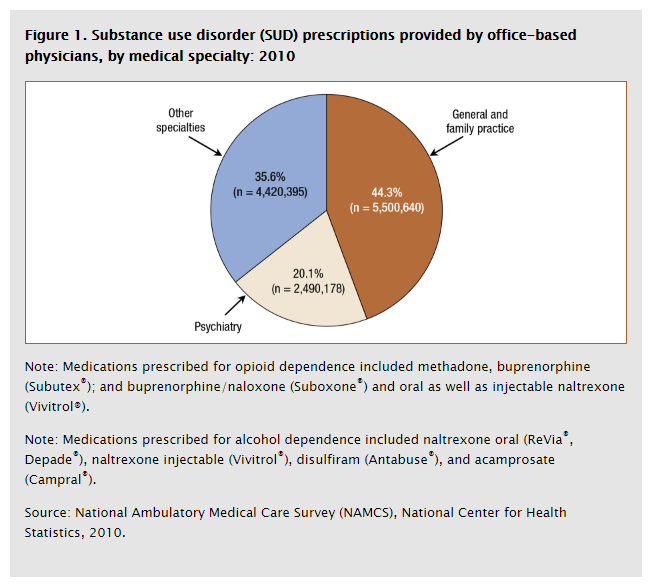 Figure 1. Substance use disorder (SUD) prescriptions provided by office-based
physicians, by medical specialty: 2010
Other
specialties
General and
family practice
35.6%
(n = 4,420,395)
44.3%
(n = 5,500,640)
20.1%
(n = 2,490,178)
Psychiatry
Note: Medications prescribed for opioid dependence included methadone, buprenorphine
(Subutex®); and buprenorphine/naloxone (Suboxone®) and oral as well as injectable naltrexone
(Vivitrol®).
Note: Medications prescribed for alcohol dependence included naltrexone oral (ReVia®,
Depade®), naltrexone injectable (Vivitrol®), disulfiram (Antabuse®), and acamprosate
(Campral®).
Source: National Ambulatory Medical Care Survey (NAMCS), National Center for Health
Statistics, 2010.